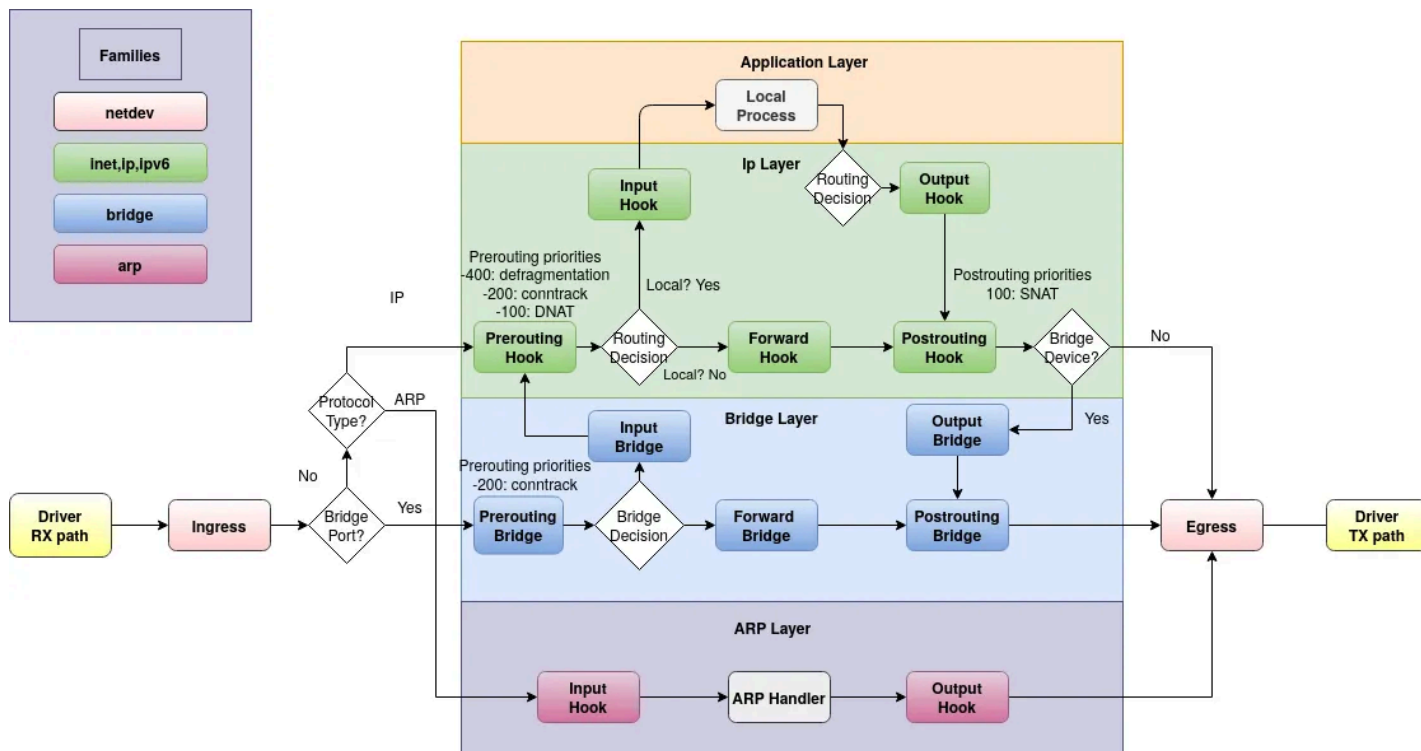 Families
netdev
inet,ip,ipv6
bridge
arp
Application Layer
Local
Process
Ip Layer
Routing
Decision
Output
Hook
Input
Hook
Prerouting priorities
-400: defragmentation
-200: conntrack
-100: DNAT
Local? Yes
Postrouting priorities
100: SNAT
IP
Prerouting
Hook
Routing
Decision
Local? No
Forward
Hook
Postrouting
Hook
Bridge
Device?
No
Yes
Protocol
Type?
ARP
Bridge Layer
Input
Bridge
Output
Bridge
Prerouting priorities
-200: conntrack
No
Yes
Driver
RX path
Ingress
Bridge
Port?
Prerouting
Bridge
Bridge
Decision
Forward
Bridge
Postrouting
Bridge
Egress
Driver
TX path
ARP Layer
Input
Hook
ARP Handler
Output
Hook